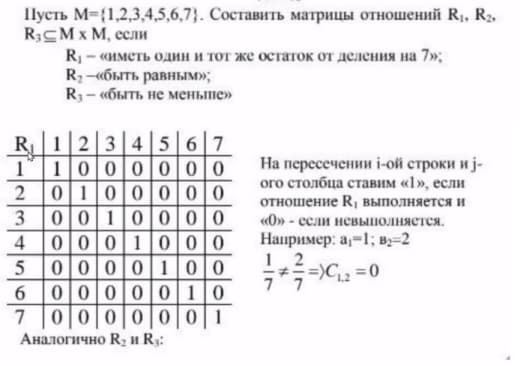 Пусть M={1,2,3,4,5,6,7}. Составить матрицы отношений R₁, R₂,
R₃⊆M x M, если
R₁ – «иметь один и тот же остаток от деления на 7»;
R₂ –«быть равным»;
R₃ – «быть не меньше»
R₁ 1 2 3 4 5 6 7
1 1 0 0 0 0 0 0
2 0 1 0 0 0 0 0
3 0 0 1 0 0 0 0
4 0 0 0 1 0 0 0
5 0 0 0 0 1 0 0
6 0 0 0 0 0 1 0
7 0 0 0 0 0 0 1
На пересечении i-ой строки и j-
ого столбца ставим «1», если
отношение R₁ выполняется и
«0» - если невыполняется.
Например: a₁=1; в₂=2
1/7 ≠ 2/7 =)C₁,₂ = 0
Аналогично R₂ и R₃: